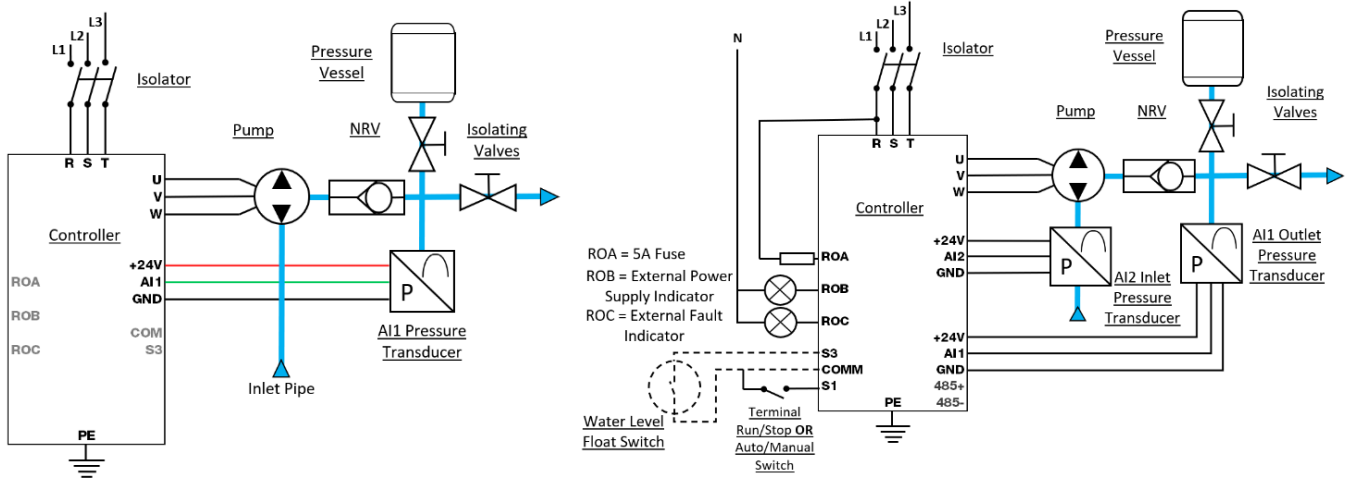 L3
L2
L1
Isolator
Pressure
Vessel
Pump
NRV
Isolating
Valves
R S T
U
V
W
Controller
+24V
AI1
GND
ROA
ROB
ROC
COM
S3
AI1 Pressure
Transducer
Inlet Pipe
PE
N
L3
L2
L1
Isolator
Pressure
Vessel
Isolating
Valves
Pump
NRV
R S T
U
V
W
Controller
+24V
AI2
GND
AI2 Inlet
Pressure
Transducer
AI1 Outlet
Pressure
Transducer
ROA = 5A Fuse
ROB = External Power
Supply Indicator
ROC = External Fault
Indicator
ROA
ROB
ROC
S3
COMM
S1
+24V
AI1
GND
485+
485-
PE
Water Level
Float Switch
Terminal
Run/Stop OR
Auto/Manual
Switch
P
P
P